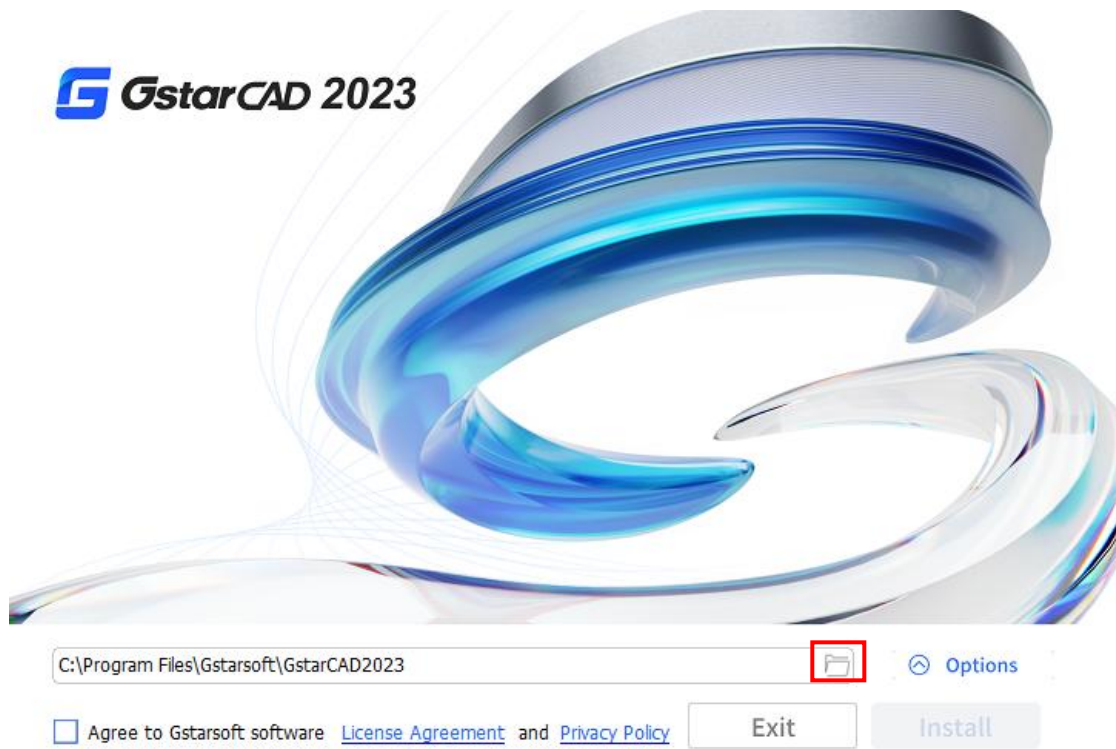 GstarCAD 2023
C:\Program Files\Gstarsoft\GstarCAD2023
Options
Agree to Gstarsoft software License Agreement and Privacy Policy
Exit
Install